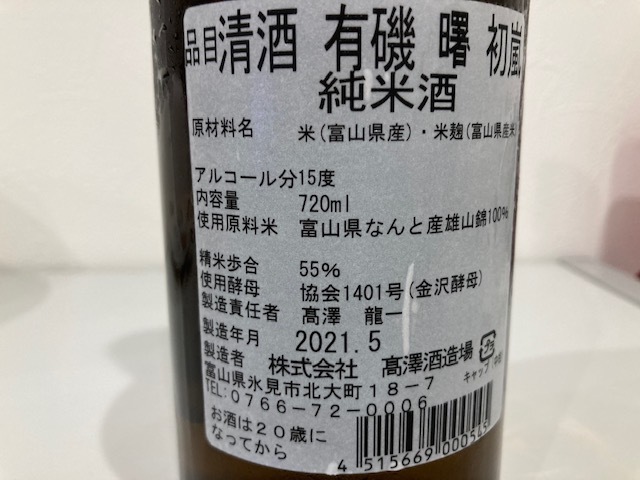 品目清酒 有磯 曙 初嵐
純米酒
原材料名 米(富山県産)・米麹(富山県産米)
アルコール分15度
内容量 720ml
使用原料米 富山県なんと産雄山錦100%
精米歩合 55%
使用酵母 協会1401号(金沢酵母)
製造責任者 髙澤 龍一
製造年月 2021.5
製造者 株式会社 髙澤酒造場
富山県氷見市北大町18-7
TEL:0766-72-0006
キャップ
お酒は20歳に
なってから
4 515669 000545